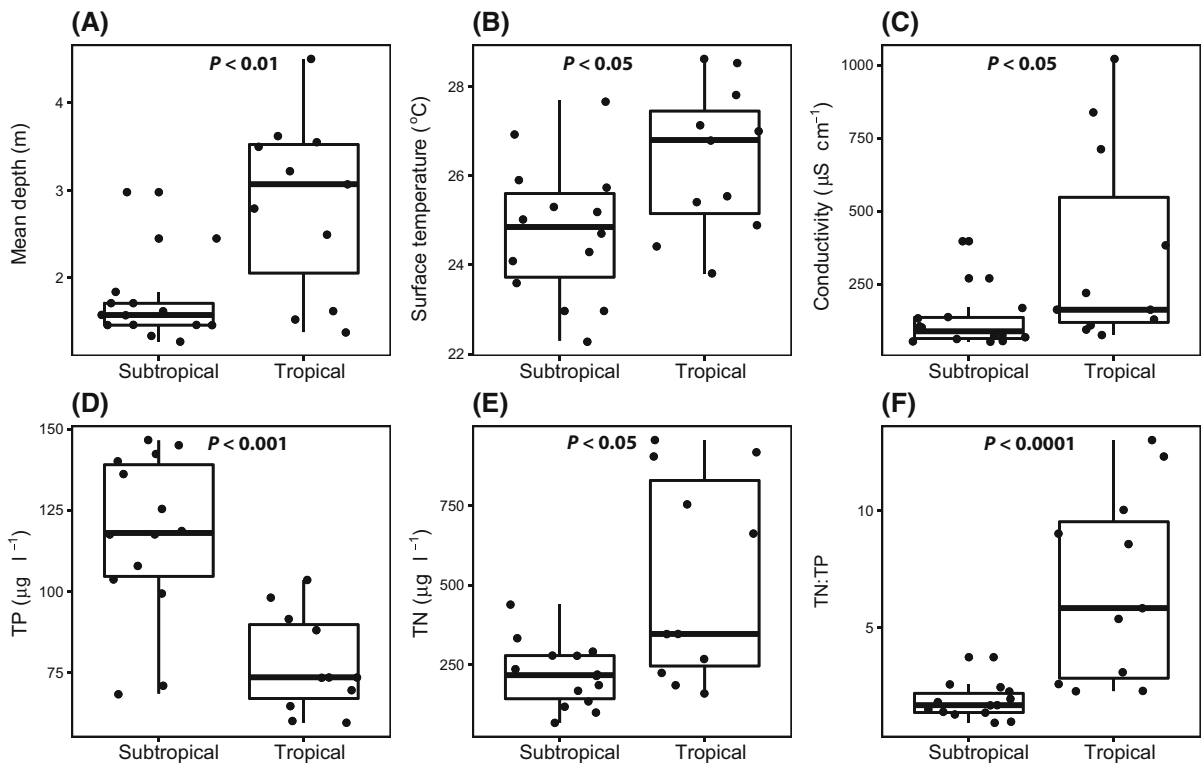 (A)
P < 0.01
Mean depth (m)
4
3
2
Subtropical Tropical
(B)
P < 0.05
Surface temperature (°C)
28
26
24
22
Subtropical Tropical
(C)
P < 0.05
Conductivity (µS cm⁻¹)
1000
750
500
250
Subtropical Tropical
(D)
P < 0.001
TP (µg l⁻¹)
150
125
100
75
Subtropical Tropical
(E)
P < 0.05
TN (µg l⁻¹)
750
500
250
Subtropical Tropical
(F)
P < 0.0001
TN:TP
10
5
Subtropical Tropical